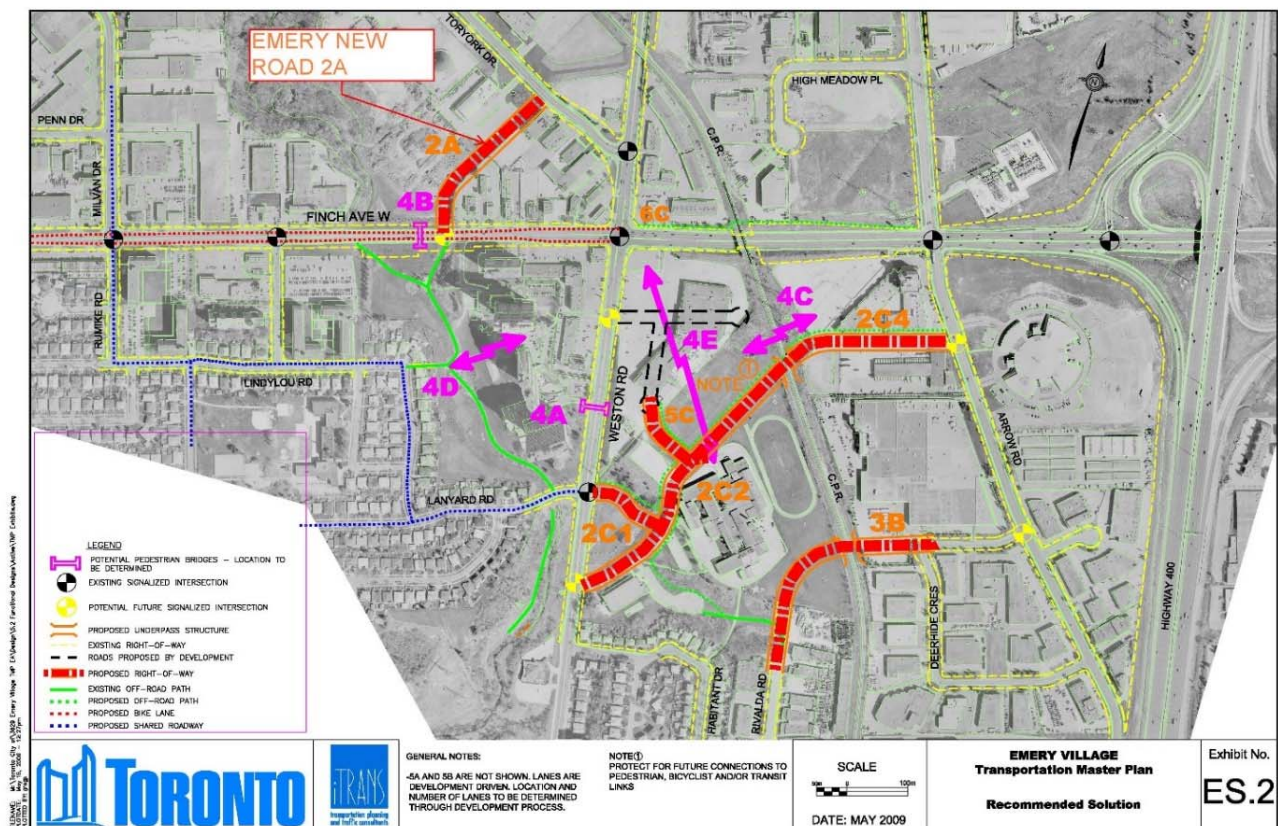 EMERY NEW
ROAD 2A
TORYORK DR.
HIGH MEADOW PL
PENN DR
MILVAN DR
2A
C.P.R.
4B
FINCH AVE W
6C
RUMIKE RD
4C
2C4
4E
4D
LINDYLOU RD
①
NOTE
4A
WESTON RD
5C
ARROW RD
LANYARD RD
2C2
C.P.R.
2C1
3B
HIGHWAY 400
DEERHIDE CRES
HABITANT DR
RIVALDA RD
LEGEND
POTENTIAL PEDESTRIAN BRIDGES – LOCATION TO
BE DETERMINED
EXISTING SIGNALIZED INTERSECTION
POTENTIAL FUTURE SIGNALIZED INTERSECTION
PROPOSED UNDERPASS STRUCTURE
EXISTING RIGHT-OF-WAY
ROADS PROPOSED BY DEVELOPMENT
PROPOSED RIGHT-OF-WAY
EXISTING OFF-ROAD PATH
PROPOSED OFF-ROAD PATH
PROPOSED BIKE LANE
PROPOSED SHARED ROADWAY
TORONTO
iTRANS
transportation planning
and traffic consultants
GENERAL NOTES:
-5A AND 5B ARE NOT SHOWN. LANES ARE
DEVELOPMENT DRIVEN. LOCATION AND
NUMBER OF LANES TO BE DETERMINED
THROUGH DEVELOPMENT PROCESS.
NOTE①
PROTECT FOR FUTURE CONNECTIONS TO
PEDESTRIAN, BICYCLIST AND/OR TRANSIT
LINKS
SCALE
100m
DATE: MAY 2009
EMERY VILLAGE
Transportation Master Plan
Recommended Solution
Exhibit No.
ES.2